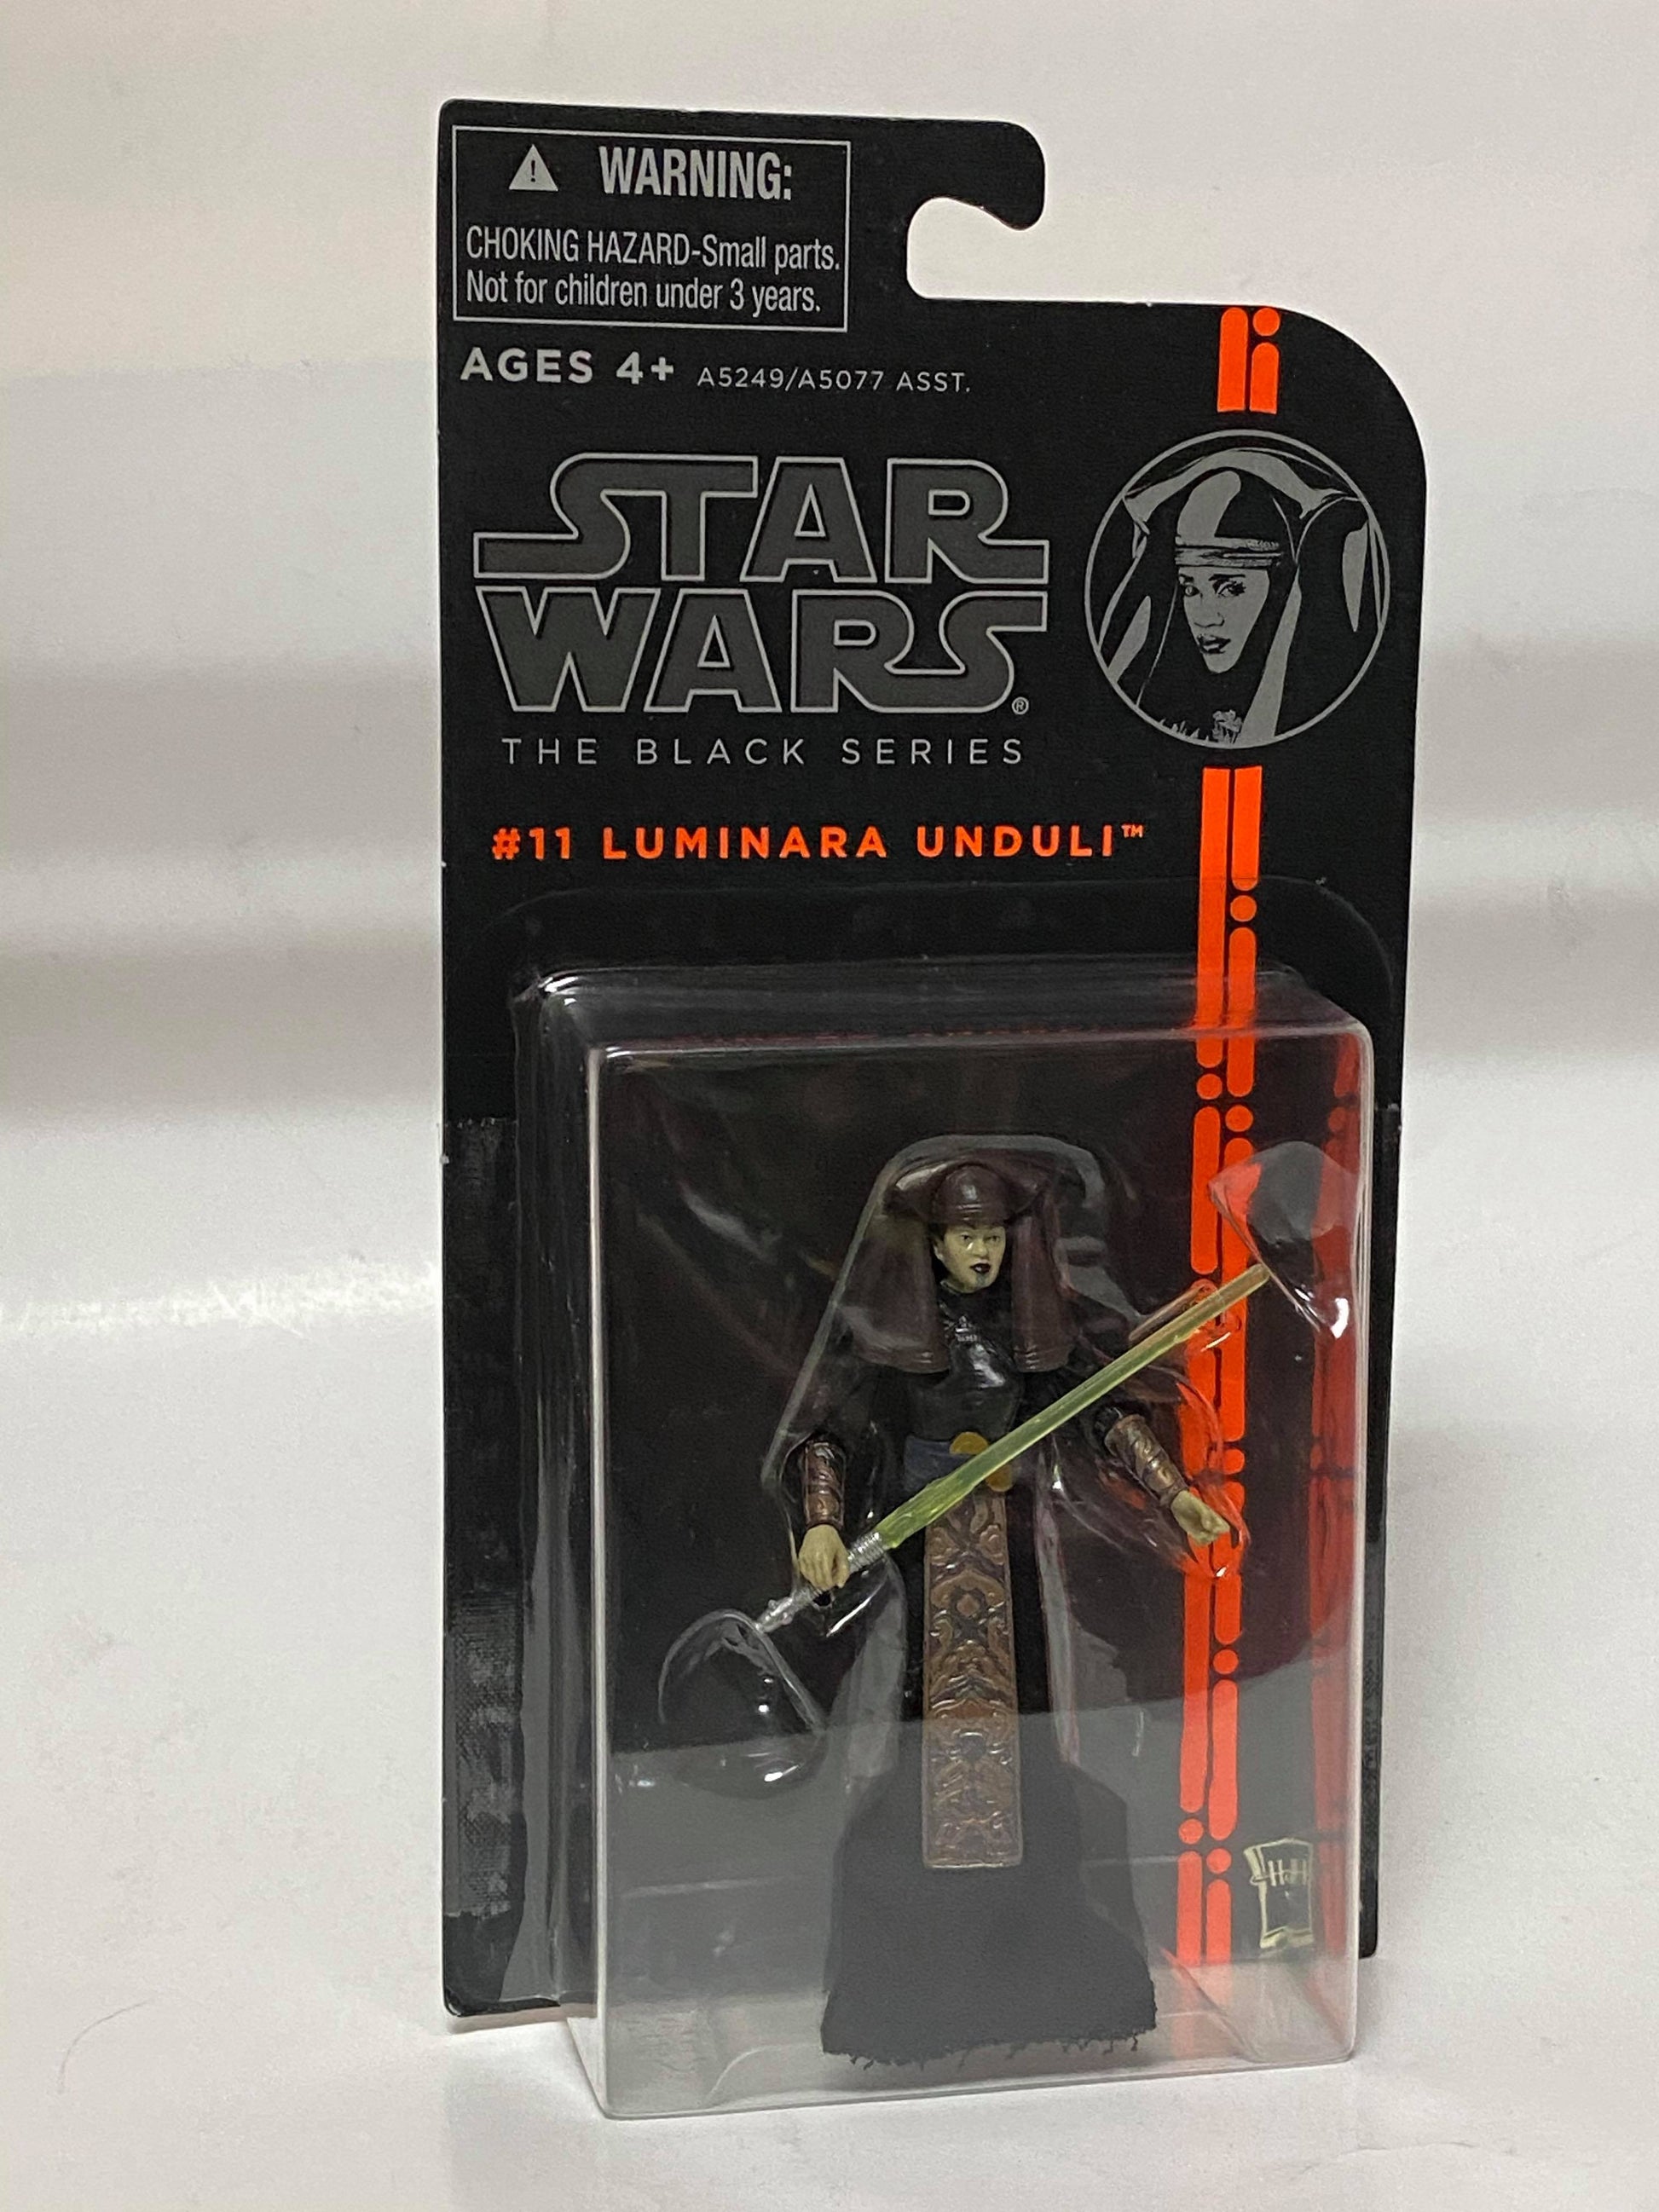 WARNING:
CHOKING HAZARD-Small parts.
Not for children under 3 years.
AGES 4+ A5249/A5077 ASST.
STAR
WARS®
THE BLACK SERIES
#11 LUMINARA UNDULI™